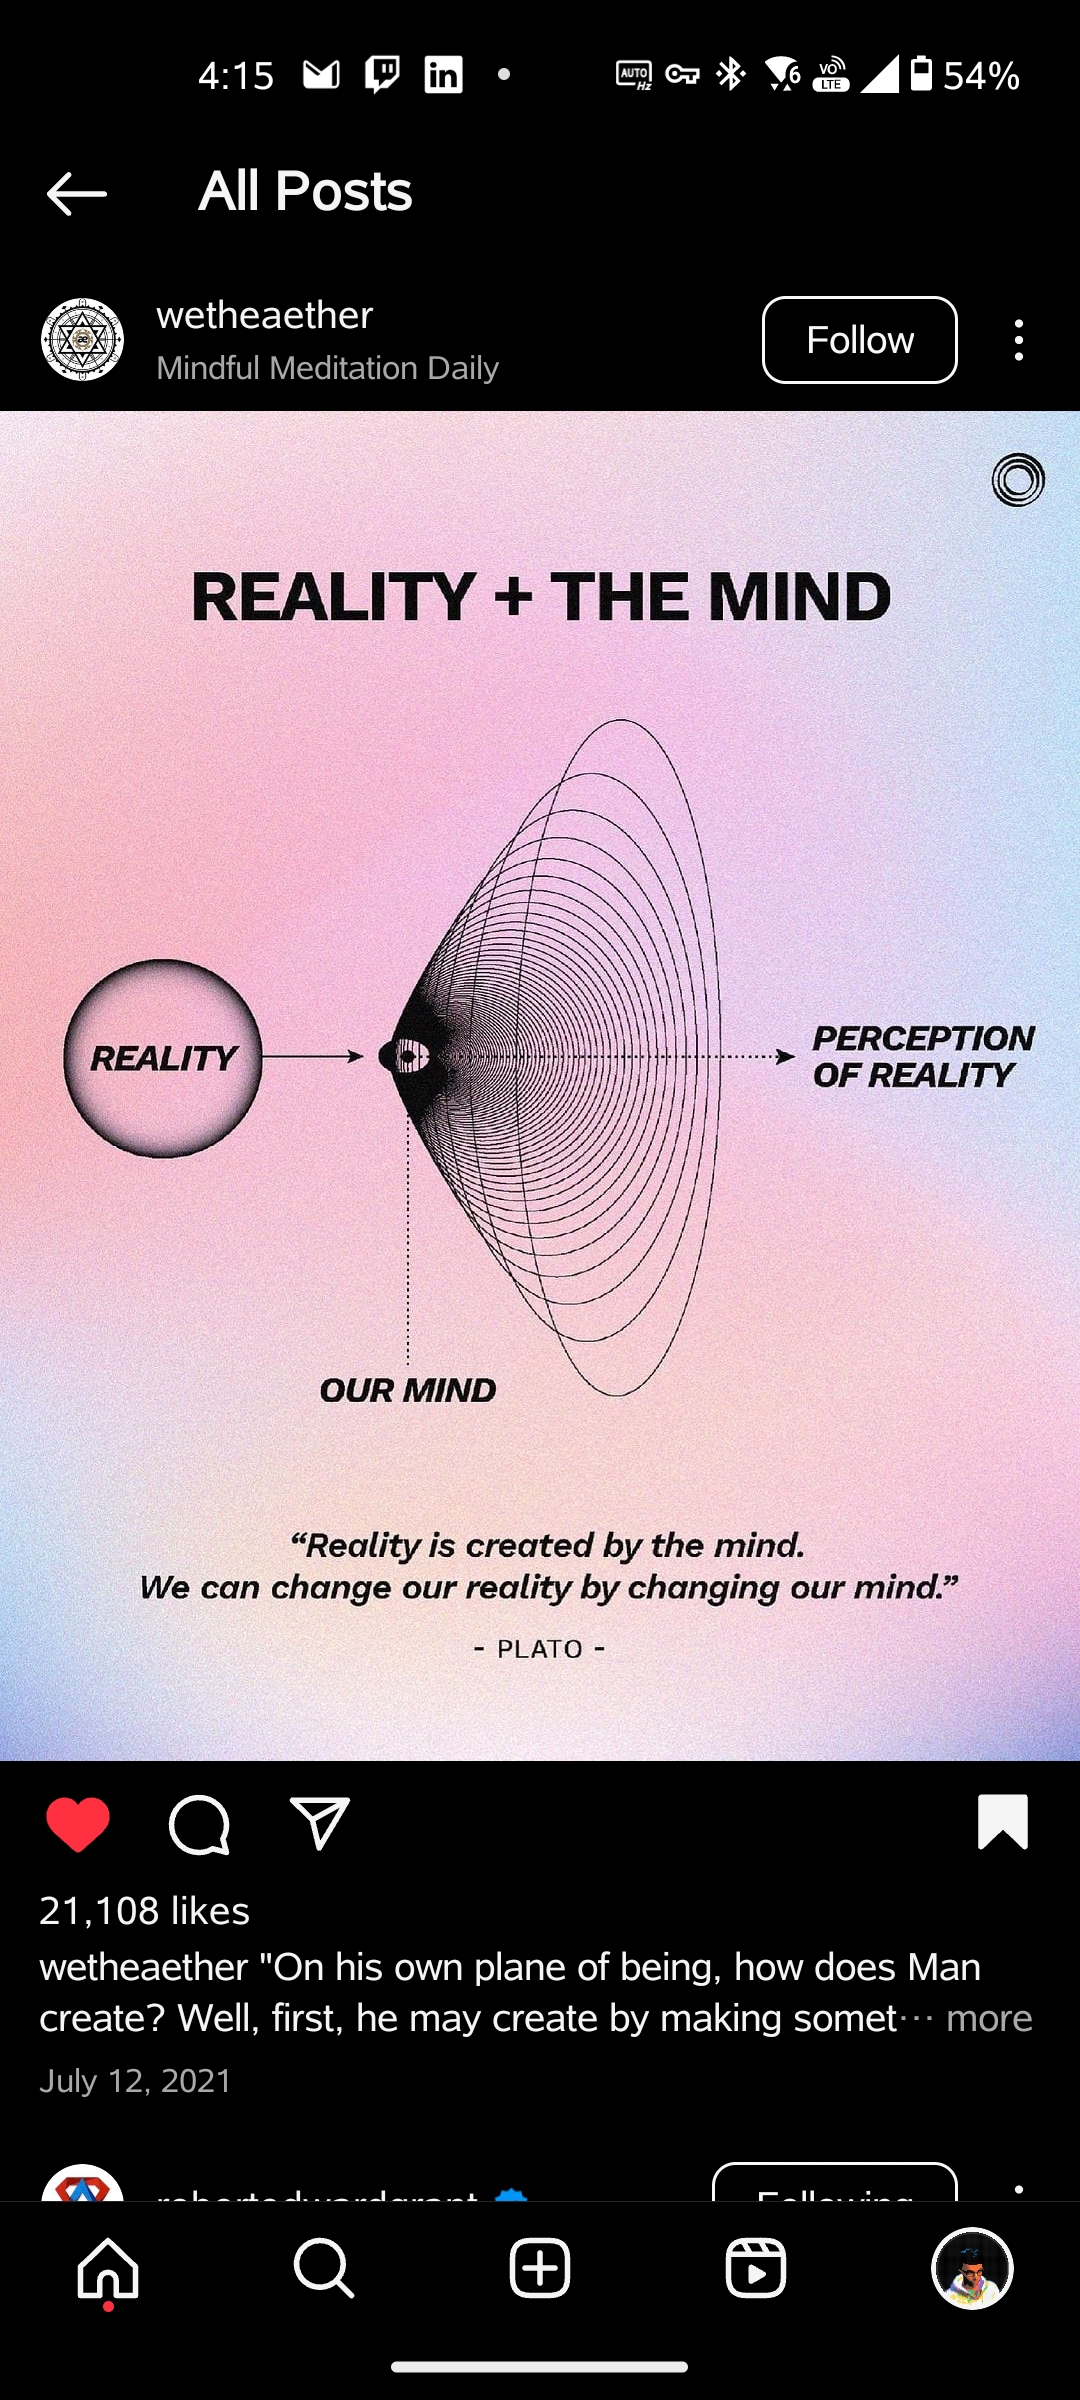 4:15 54%
All Posts
wetheaether
Mindful Meditation Daily
Follow
REALITY + THE MIND
REALITY
PERCEPTION
OF REALITY
OUR MIND
“Reality is created by the mind.
We can change our reality by changing our mind.”
- PLATO -
21,108 likes
wetheaether "On his own plane of being, how does Man
create? Well, first, he may create by making somet··· more
July 12, 2021
robertedwardgrant
Following